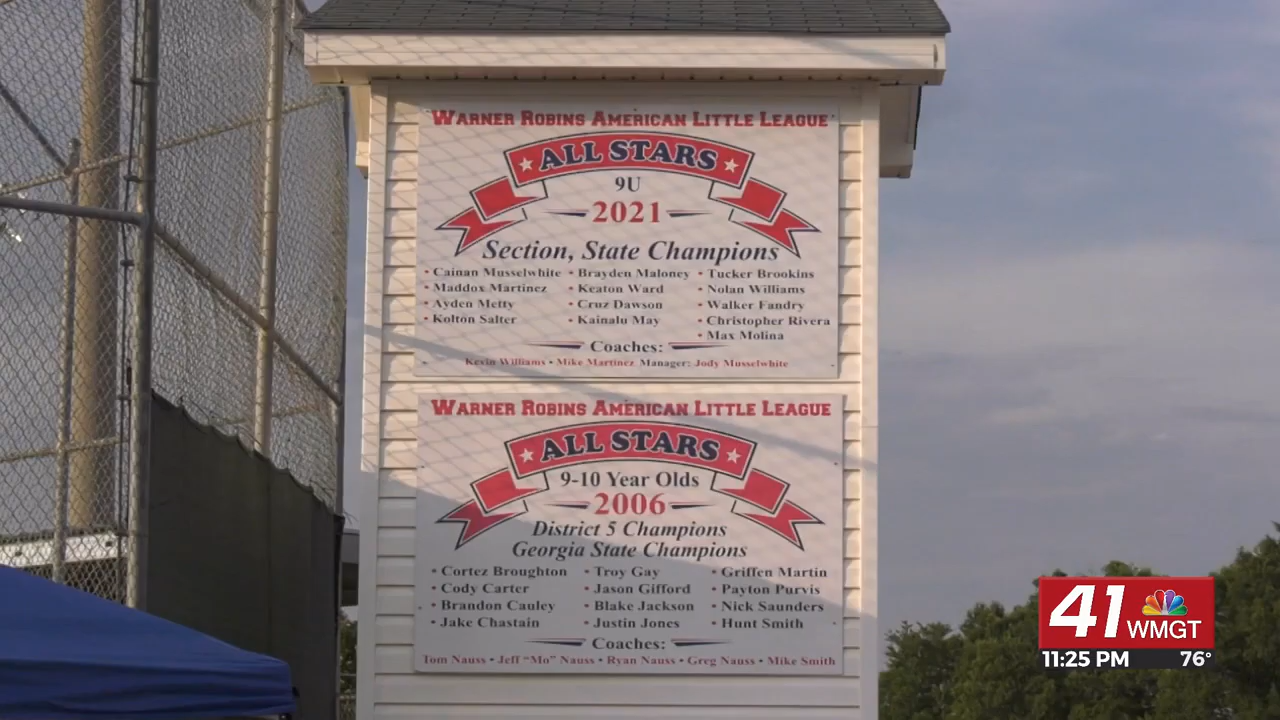 WARNER ROBINS AMERICAN LITTLE LEAGUE
ALL STARS
9U
2021
Section, State Champions
• Cainan Musselwhite • Brayden Maloney • Tucker Brookins
• Maddox Martinez • Keaton Ward • Nolan Williams
• Ayden Metty • Cruz Dawson • Walker Fandry
• Kolton Salter • Kainalu May • Christopher Rivera
• Max Molina
Coaches:
Kevin Williams • Mike Martinez Manager: Jody Musselwhite
WARNER ROBINS AMERICAN LITTLE LEAGUE
ALL STARS
9-10 Year Olds
2006
District 5 Champions
Georgia State Champions
• Cortez Broughton • Troy Gay • Griffen Martin
• Cody Carter • Jason Gifford • Payton Purvis
• Brandon Cauley • Blake Jackson • Nick Saunders
• Jake Chastain • Justin Jones • Hunt Smith
Coaches:
Tom Nauss • Jeff "Mo" Nauss • Ryan Nauss • Greg Nauss • Mike Smith
41 WMGT
11:25 PM 76°